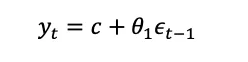 yₜ = c + θ₁ϵₜ₋₁